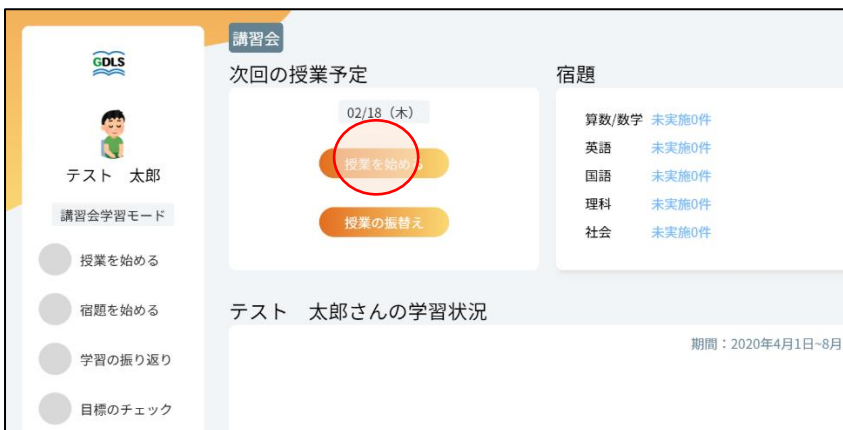 GDLS
テスト 太郎
講習会学習モード
授業を始める
宿題を始める
学習の振り返り
目標のチェック
講習会
次回の授業予定
02/18（木）
授業を始める
授業の振替え
宿題
算数/数学 未実施0件
英語 未実施0件
国語 未実施0件
理科 未実施0件
社会 未実施0件
テスト 太郎さんの学習状況
期間：2020年4月1日~8月